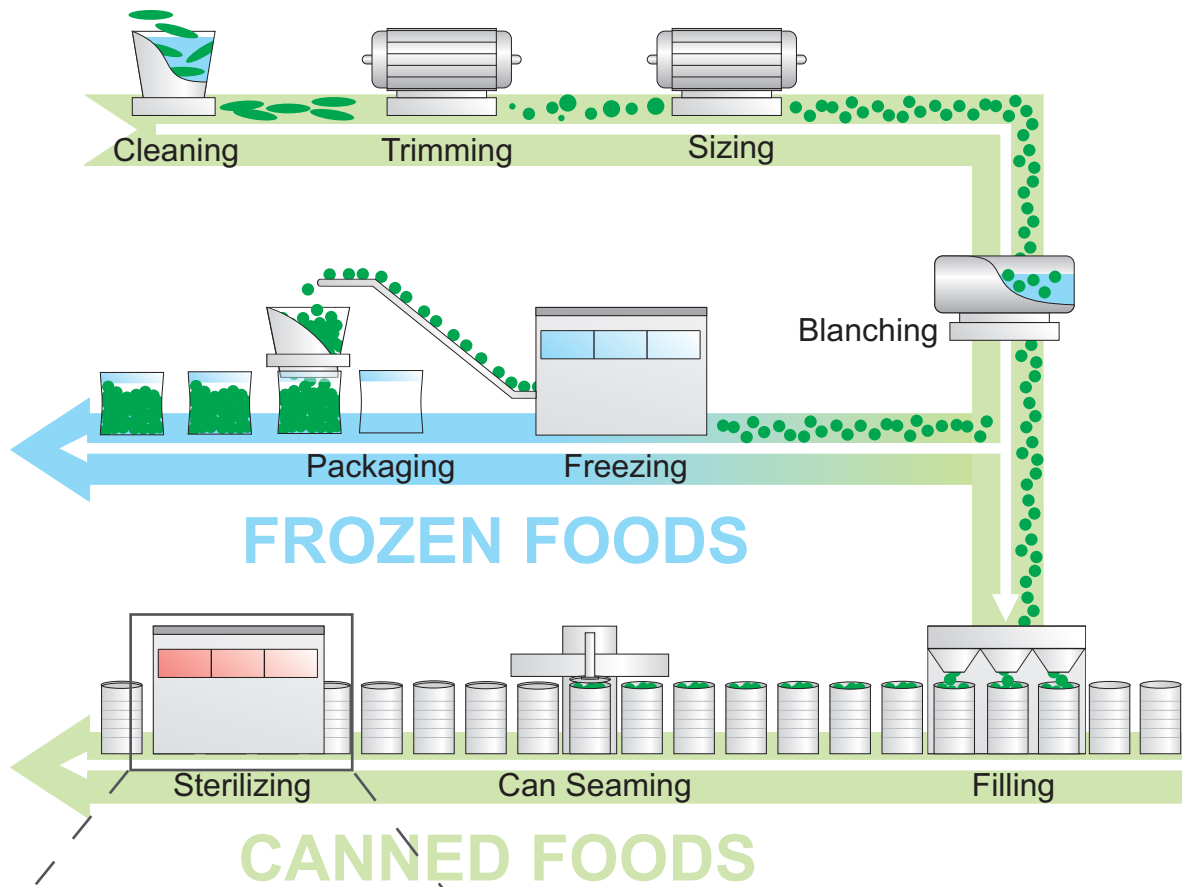 Cleaning
Trimming
Sizing
Blanching
Packaging
Freezing
FROZEN FOODS
Sterilizing
Can Seaming
Filling
CANNED FOODS